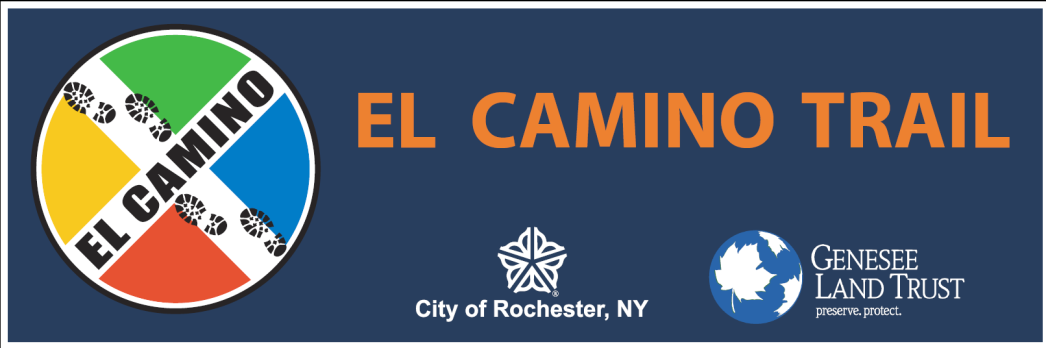 EL CAMINO
EL CAMINO TRAIL
City of Rochester, NY
GENESEE
LAND TRUST
preserve. protect.